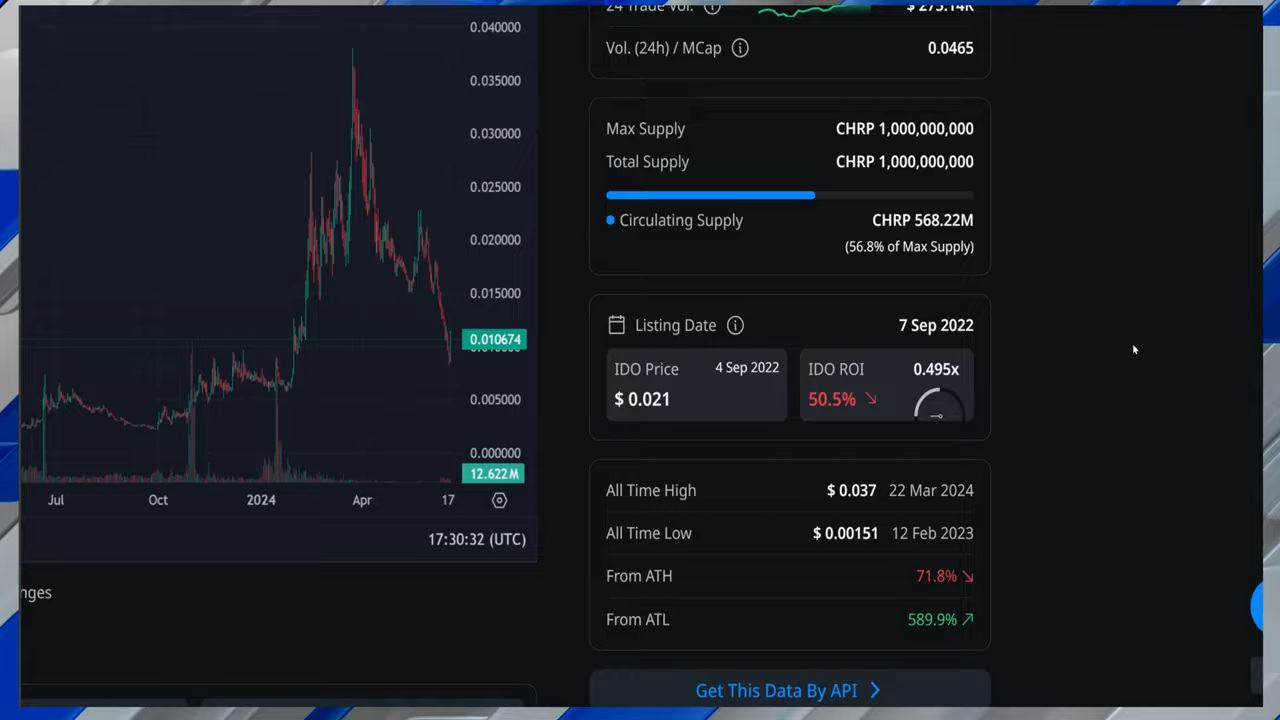 0.040000
0.035000
0.030000
0.025000
0.020000
0.015000
0.010674
0.005000
0.000000
12.622M
Jul Oct 2024 Apr 17
17:30:32 (UTC)
nges
24 Trade Vol. $ 273.14K
Vol. (24h) / MCap 0.0465
Max Supply CHRP 1,000,000,000
Total Supply CHRP 1,000,000,000
Circulating Supply CHRP 568.22M
(56.8% of Max Supply)
Listing Date 7 Sep 2022
IDO Price 4 Sep 2022
$ 0.021
IDO ROI 0.495x
50.5%
All Time High $ 0.037 22 Mar 2024
All Time Low $ 0.00151 12 Feb 2023
From ATH 71.8%
From ATL 589.9%
Get This Data By API